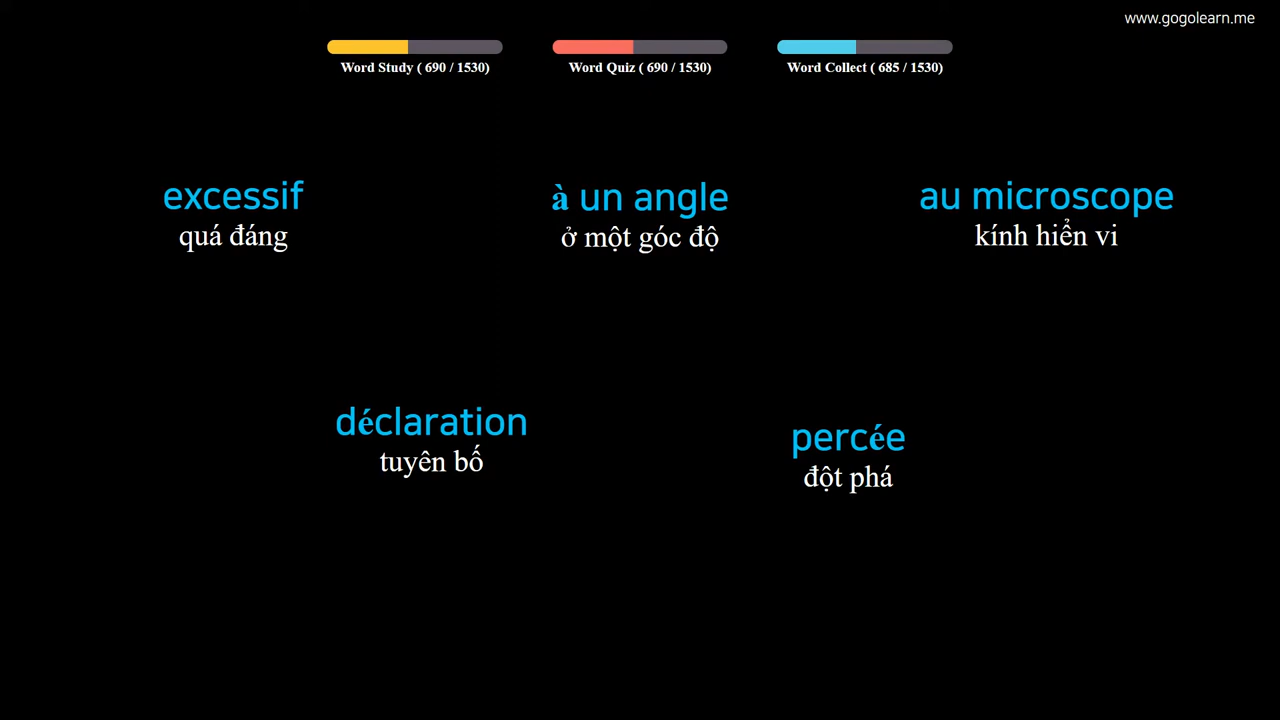 www.gogolearn.me
Word Study ( 690 / 1530)
Word Quiz ( 690 / 1530)
Word Collect ( 685 / 1530)
excessif
quá đáng
à un angle
ở một góc độ
au microscope
kính hiển vi
déclaration
tuyên bố
percée
đột phá